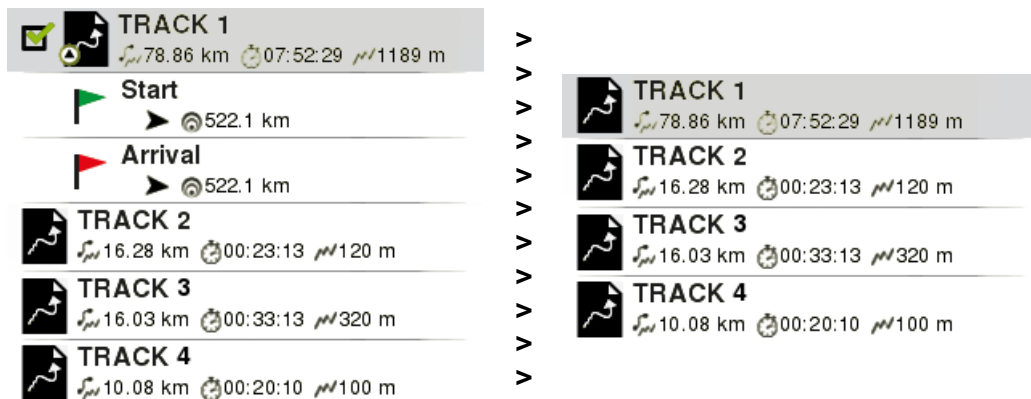 TRACK 1
78.86 km 07:52:29 1189 m
Start
522.1 km
Arrival
522.1 km
TRACK 2
16.28 km 00:23:13 120 m
TRACK 3
16.03 km 00:33:13 320 m
TRACK 4
10.08 km 00:20:10 100 m
>
>
>
>
>
>
>
>
>
>
>
TRACK 1
78.86 km 07:52:29 1189 m
TRACK 2
16.28 km 00:23:13 120 m
TRACK 3
16.03 km 00:33:13 320 m
TRACK 4
10.08 km 00:20:10 100 m